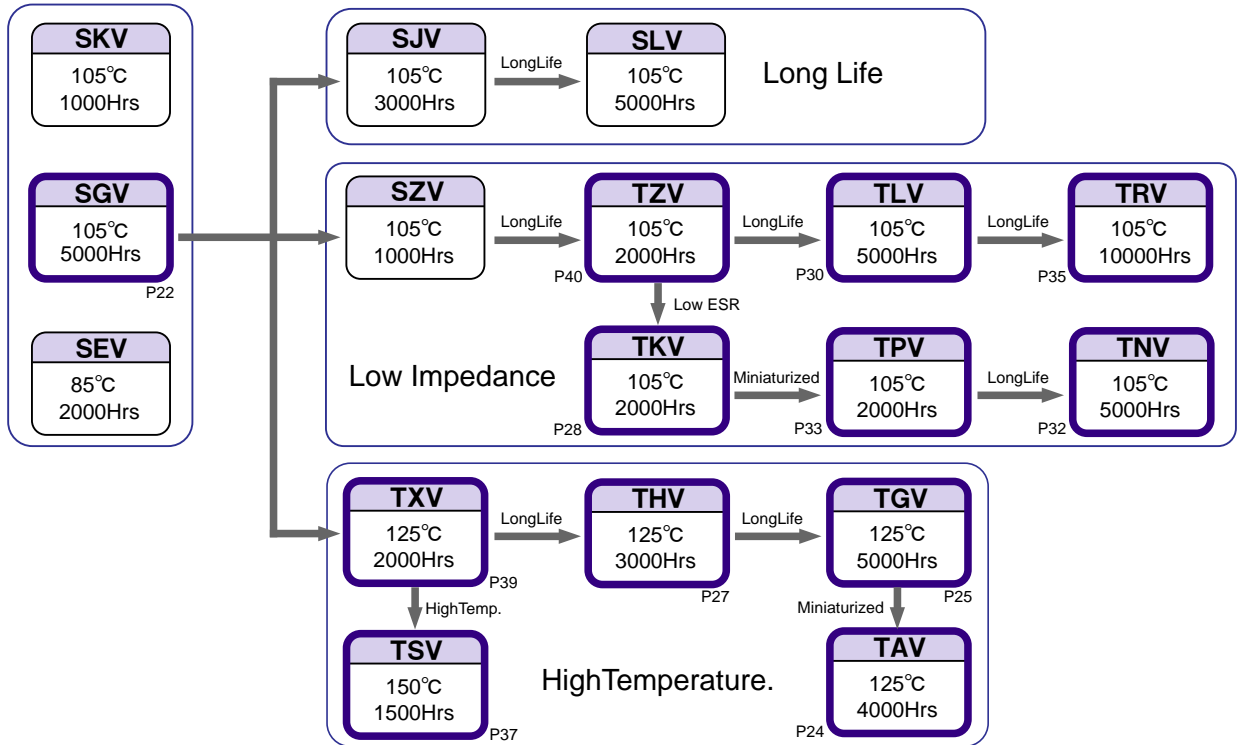 SKV
105°C
1000Hrs
SGV
105°C
5000Hrs
P22
SEV
85°C
2000Hrs
SJV
105°C
3000Hrs
LongLife
SLV
105°C
5000Hrs
Long Life
SZV
105°C
1000Hrs
LongLife
TZV
105°C
2000Hrs
P40
LongLife
TLV
105°C
5000Hrs
P30
LongLife
TRV
105°C
10000Hrs
P35
Low ESR
Low Impedance
TKV
105°C
2000Hrs
P28
Miniaturized
TPV
105°C
2000Hrs
P33
LongLife
TNV
105°C
5000Hrs
P32
TXV
125°C
2000Hrs
P39
LongLife
THV
125°C
3000Hrs
P27
LongLife
TGV
125°C
5000Hrs
P25
HighTemp.
Miniaturized
TSV
150°C
1500Hrs
P37
HighTemperature.
TAV
125°C
4000Hrs
P24